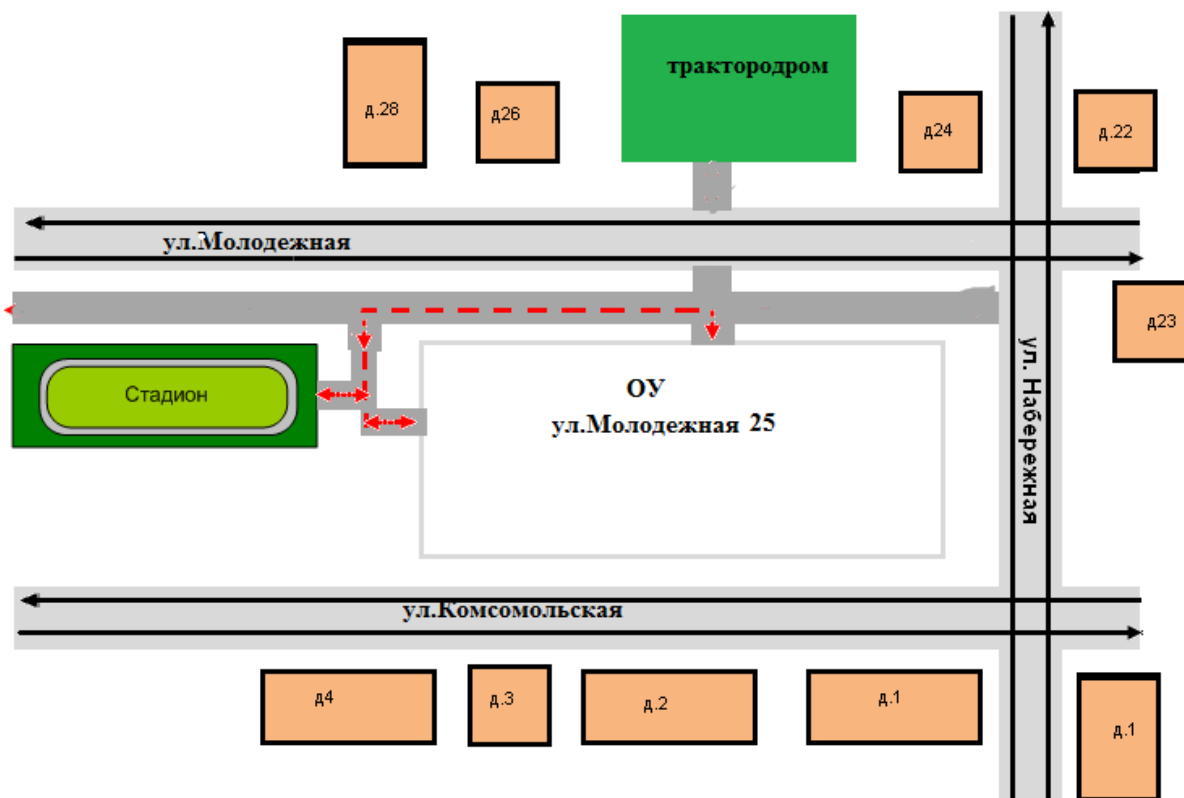 трактородром
д.28
д26
д24
д.22
ул.Молодежная
д23
Стадион
ОУ
ул.Молодежная 25
ул. Набережная
ул.Комсомольская
д4
д.3
д.2
д.1
д.1